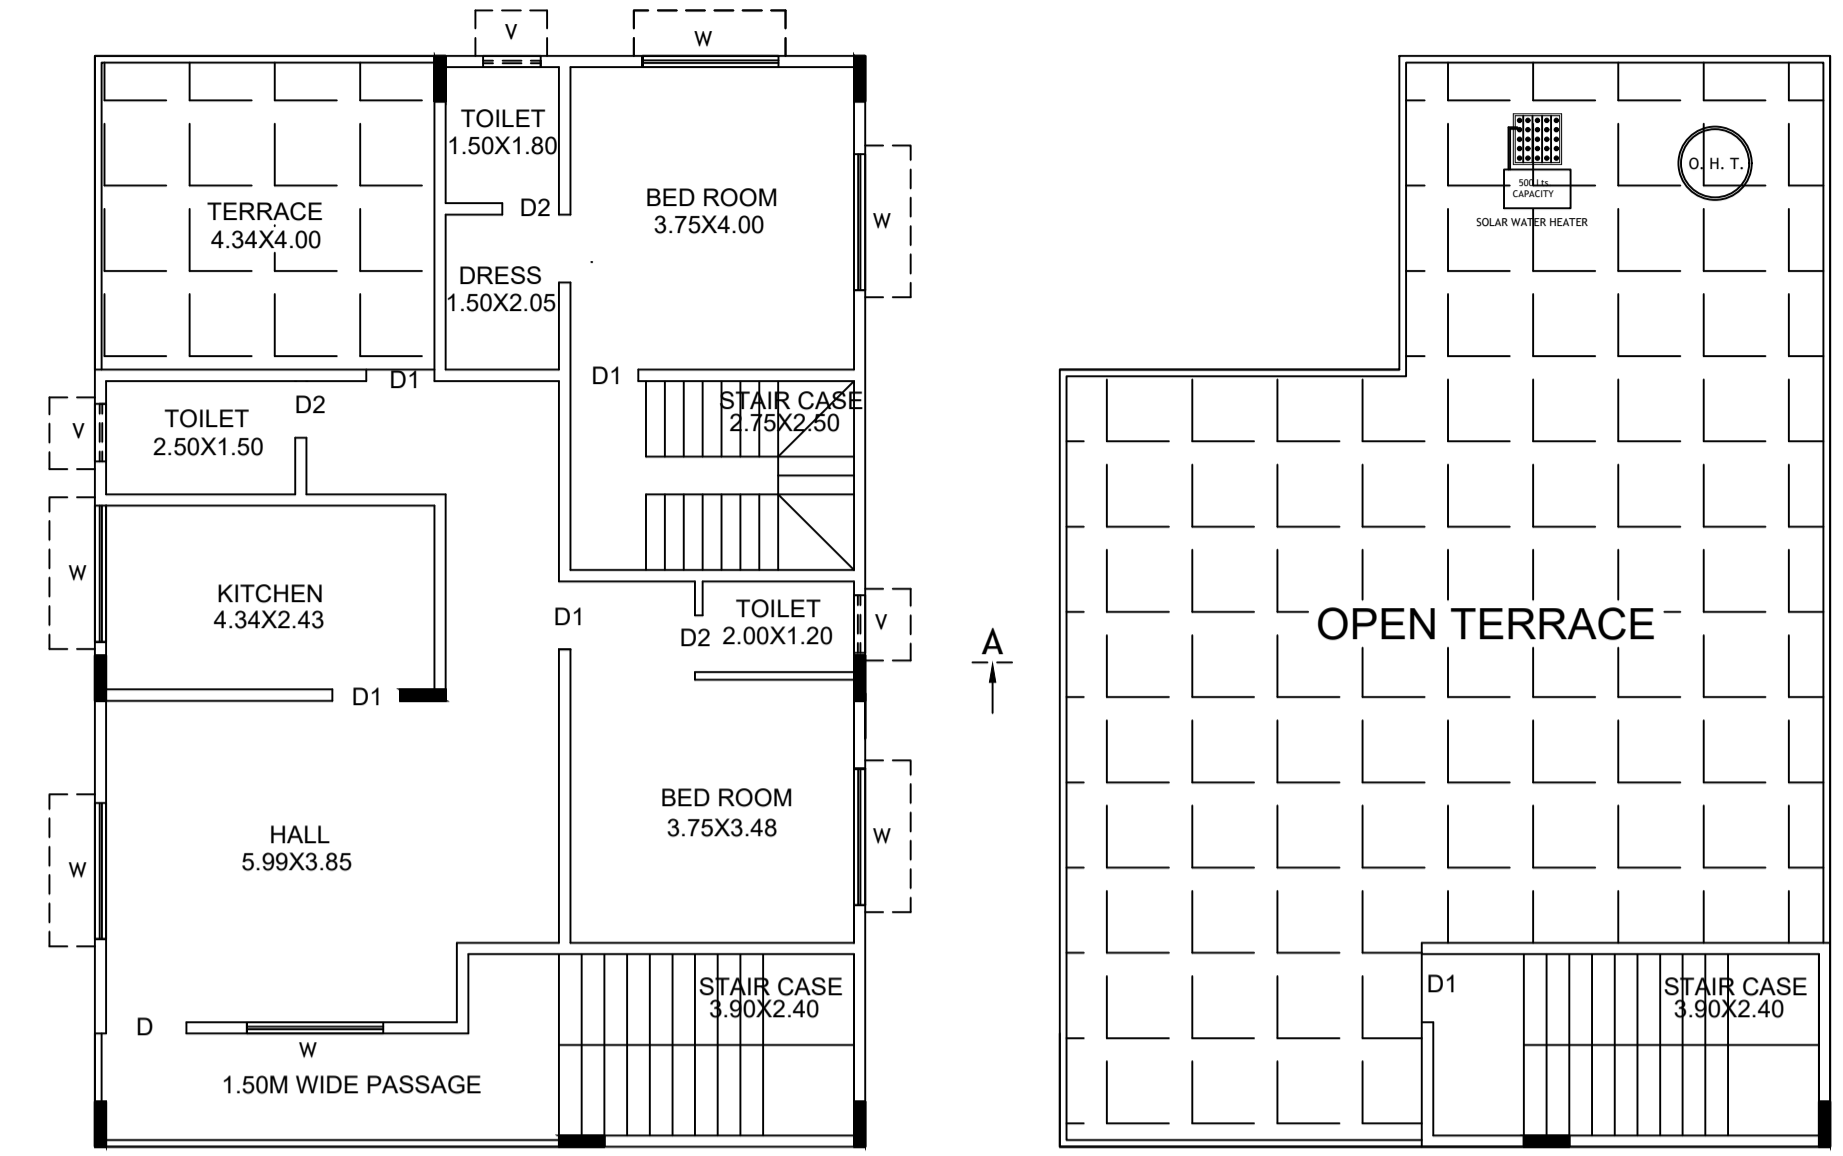 V
W
TOILET
1.50X1.80
BED ROOM
3.75X4.00
W
TERRACE
4.34X4.00
D2
DRESS
1.50X2.05
D1
D1
STAIR CASE
2.75X2.50
V
TOILET
2.50X1.50
D2
W
KITCHEN
4.34X2.43
D1
D1
D2
TOILET
2.00X1.20
V
BED ROOM
3.75X3.48
W
W
HALL
5.99X3.85
STAIR CASE
3.90X2.40
D
W
1.50M WIDE PASSAGE
A
O. H. T.
500 Lts.
CAPACITY
SOLAR WATER HEATER
OPEN TERRACE
D1
STAIR CASE
3.90X2.40